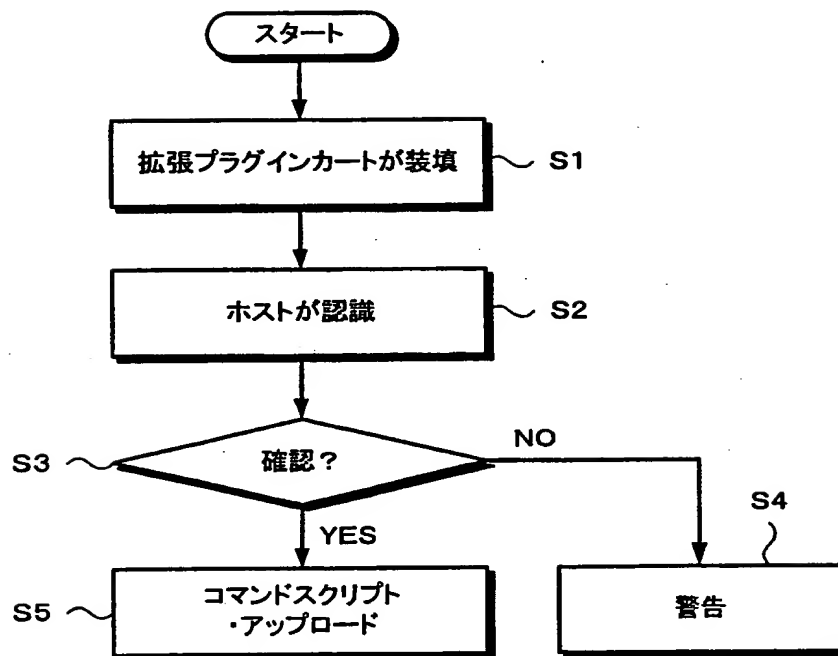 スタート
拡張プラグインカートが装填
S1
ホストが認識
S2
S3
確認？
NO
YES
S4
S5
コマンドスクリプト
・アップロード
警告